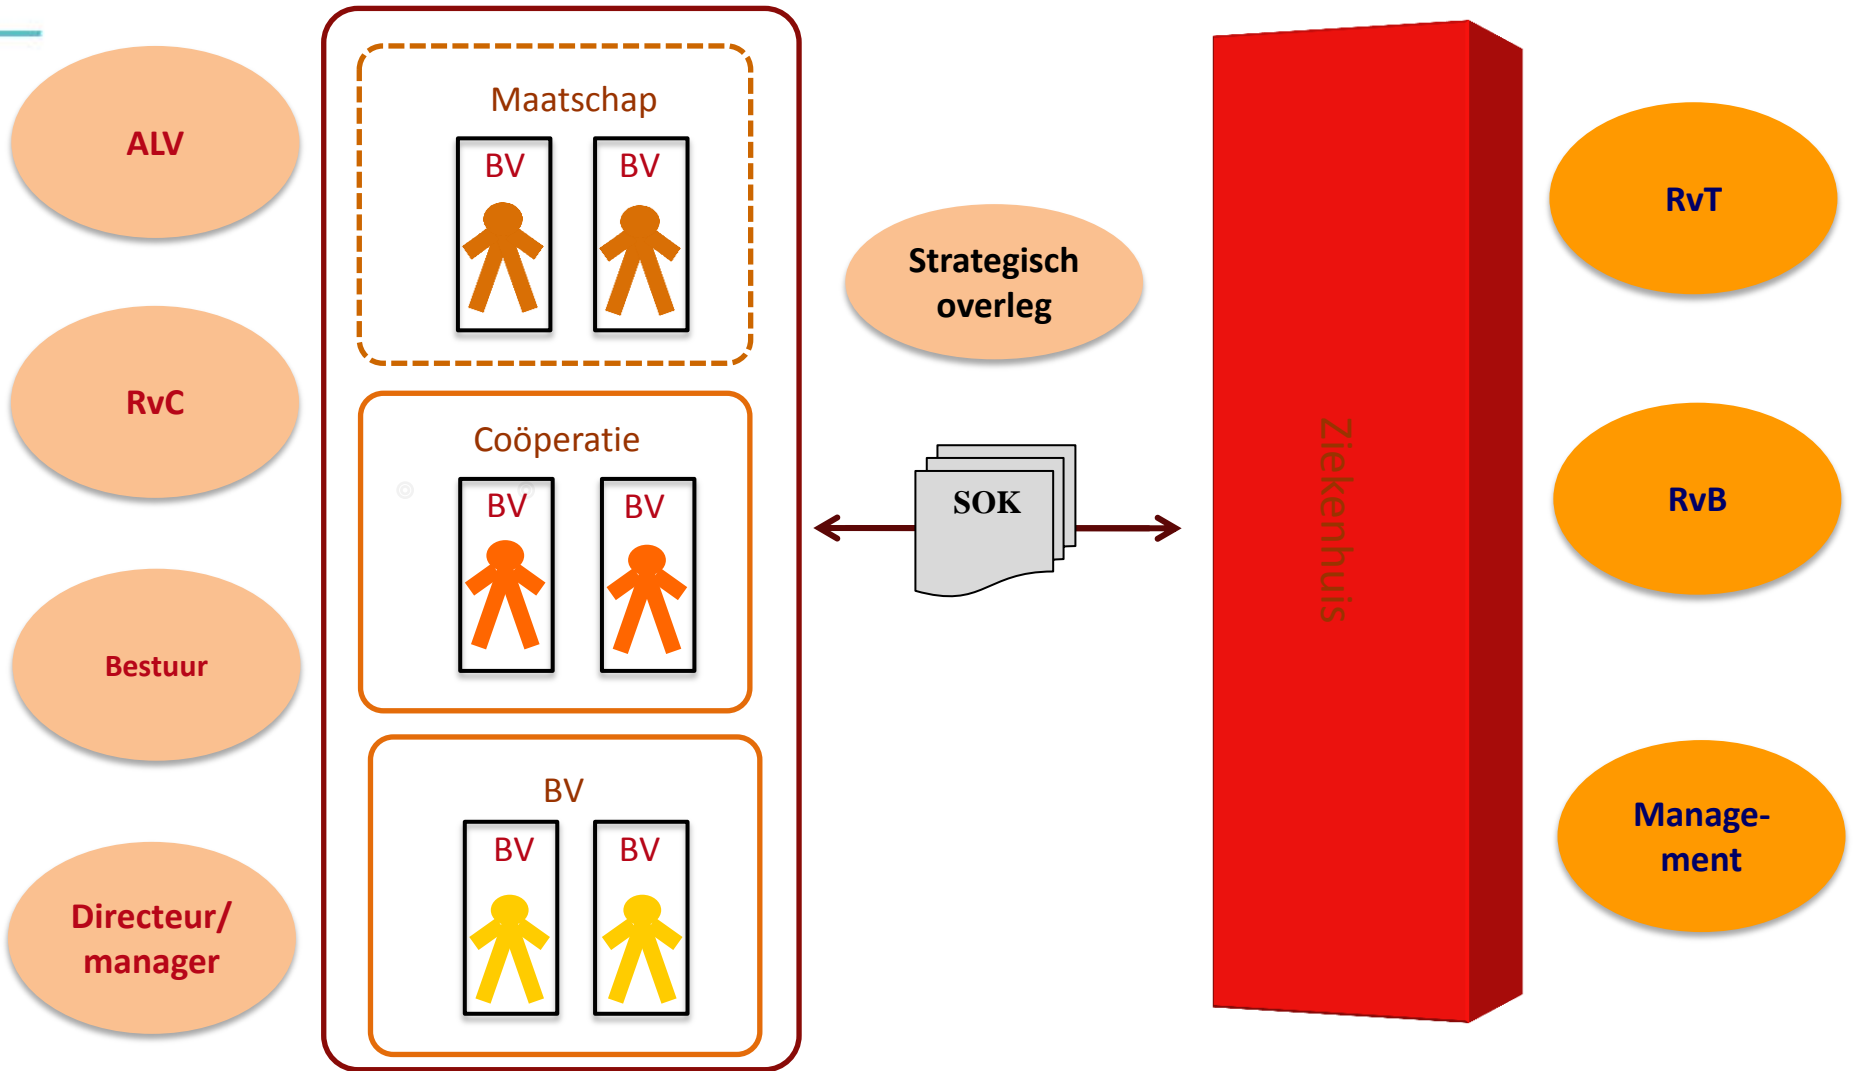 ALV
RvC
Bestuur
Directeur/
manager
Maatschap
BV BV
Coöperatie
BV BV
BV
BV BV
Strategisch
overleg
SOK
Ziekenhuis
RvT
RvB
Manage-
ment